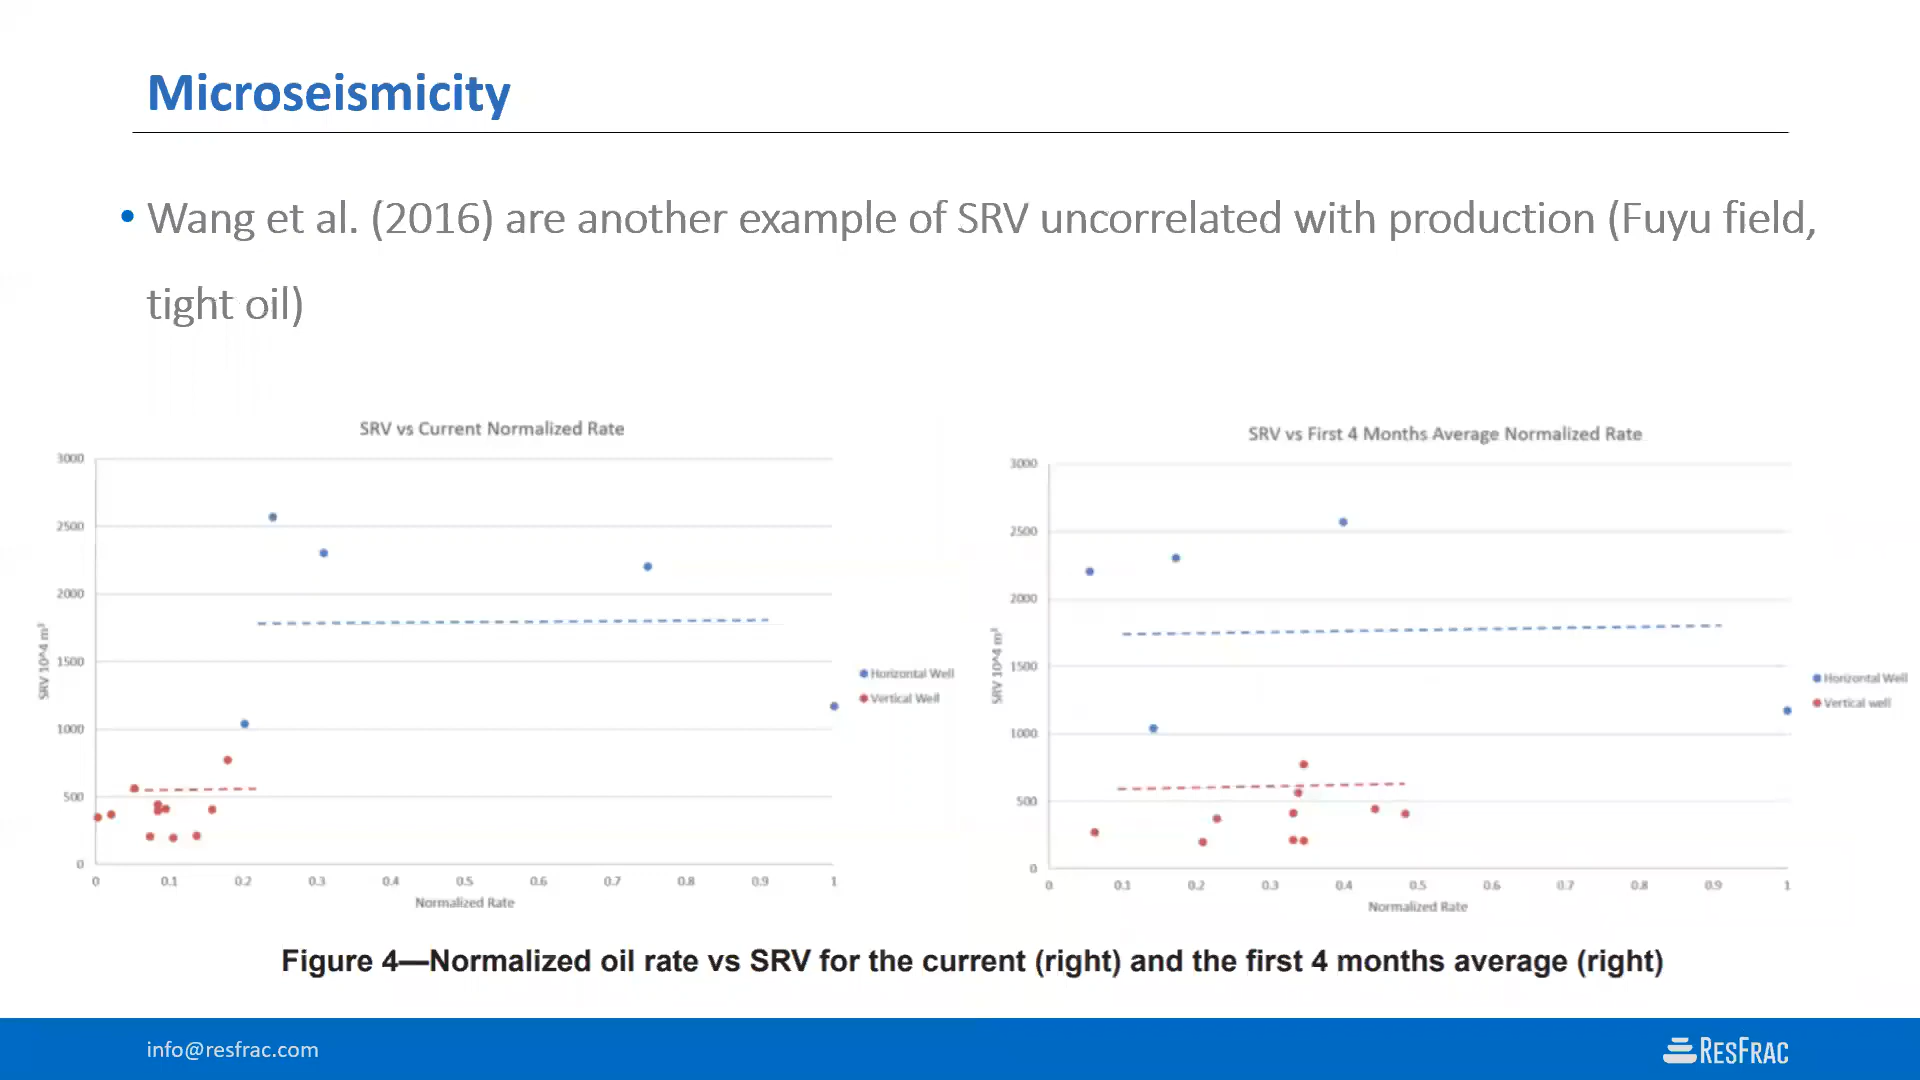 Microseismicity
• Wang et al. (2016) are another example of SRV uncorrelated with production (Fuyu field,
tight oil)
SRV vs Current Normalized Rate
3000
2500
2000
1500
1000
500
0
SRV 10^4 m³
0 0.1 0.2 0.3 0.4 0.5 0.6 0.7 0.8 0.9 1
Normalized Rate
Horizontal Well
Vertical Well
SRV vs First 4 Months Average Normalized Rate
3000
2500
2000
1500
1000
500
0
SRV 10^4 m³
0 0.1 0.2 0.3 0.4 0.5 0.6 0.7 0.8 0.9 1
Normalized Rate
Horizontal Well
Vertical well
Figure 4—Normalized oil rate vs SRV for the current (right) and the first 4 months average (right)
info@resfrac.com
RESFRAC